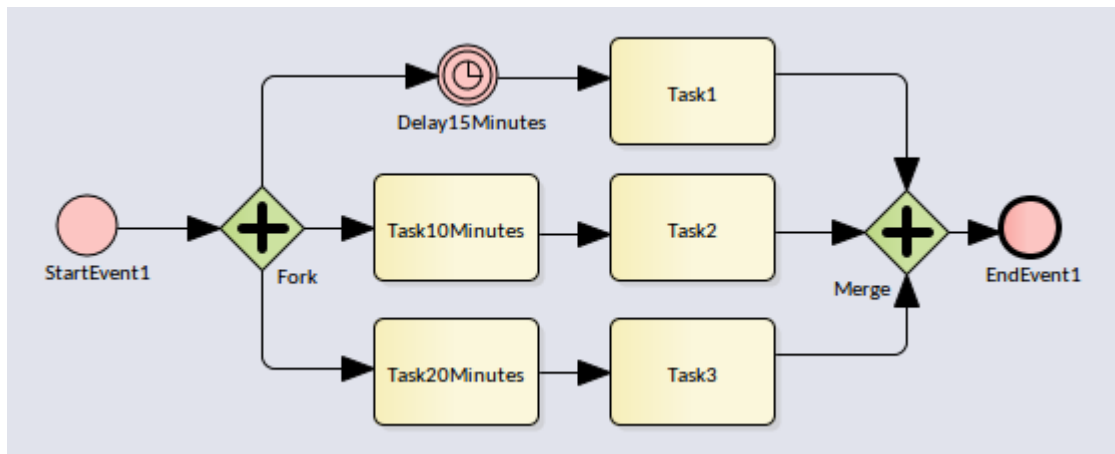 Task1
Delay15Minutes
Task10Minutes
Task2
StartEvent1
Fork
Merge
EndEvent1
Task20Minutes
Task3